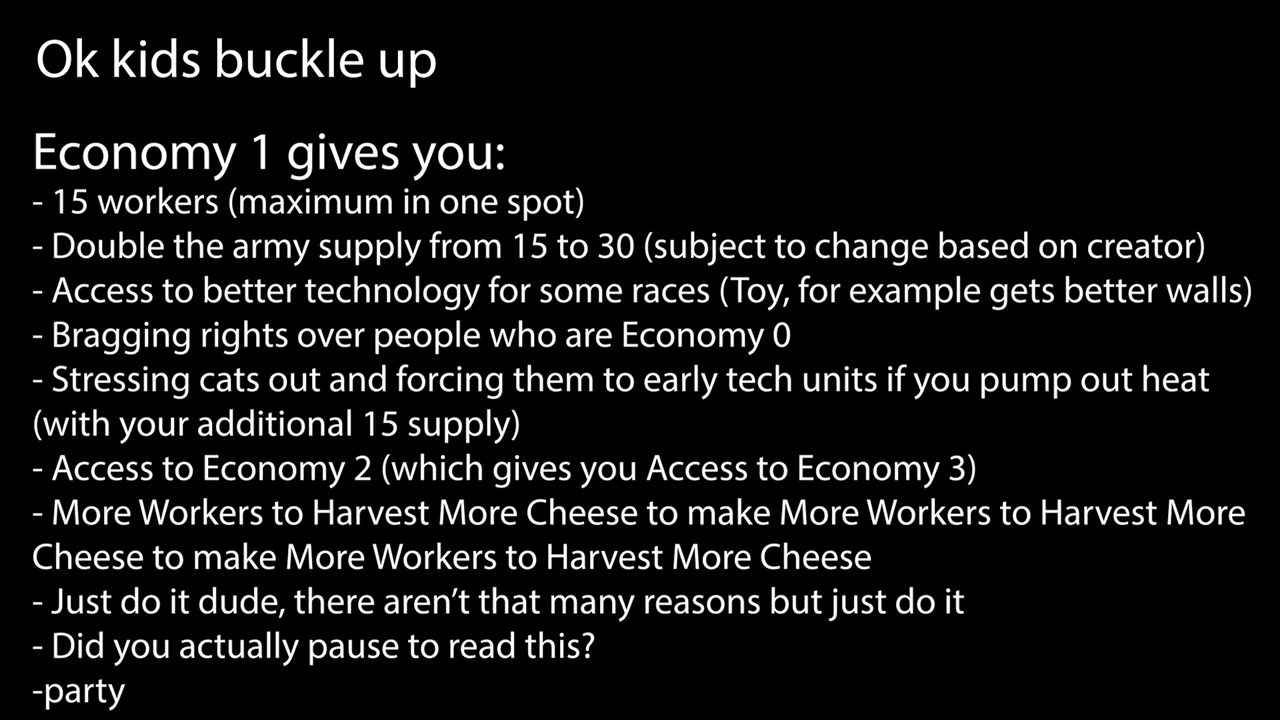 Ok kids buckle up
Economy 1 gives you:
- 15 workers (maximum in one spot)
- Double the army supply from 15 to 30 (subject to change based on creator)
- Access to better technology for some races (Toy, for example gets better walls)
- Bragging rights over people who are Economy 0
- Stressing cats out and forcing them to early tech units if you pump out heat
(with your additional 15 supply)
- Access to Economy 2 (which gives you Access to Economy 3)
- More Workers to Harvest More Cheese to make More Workers to Harvest More
Cheese to make More Workers to Harvest More Cheese
- Just do it dude, there aren’t that many reasons but just do it
- Did you actually pause to read this?
-party